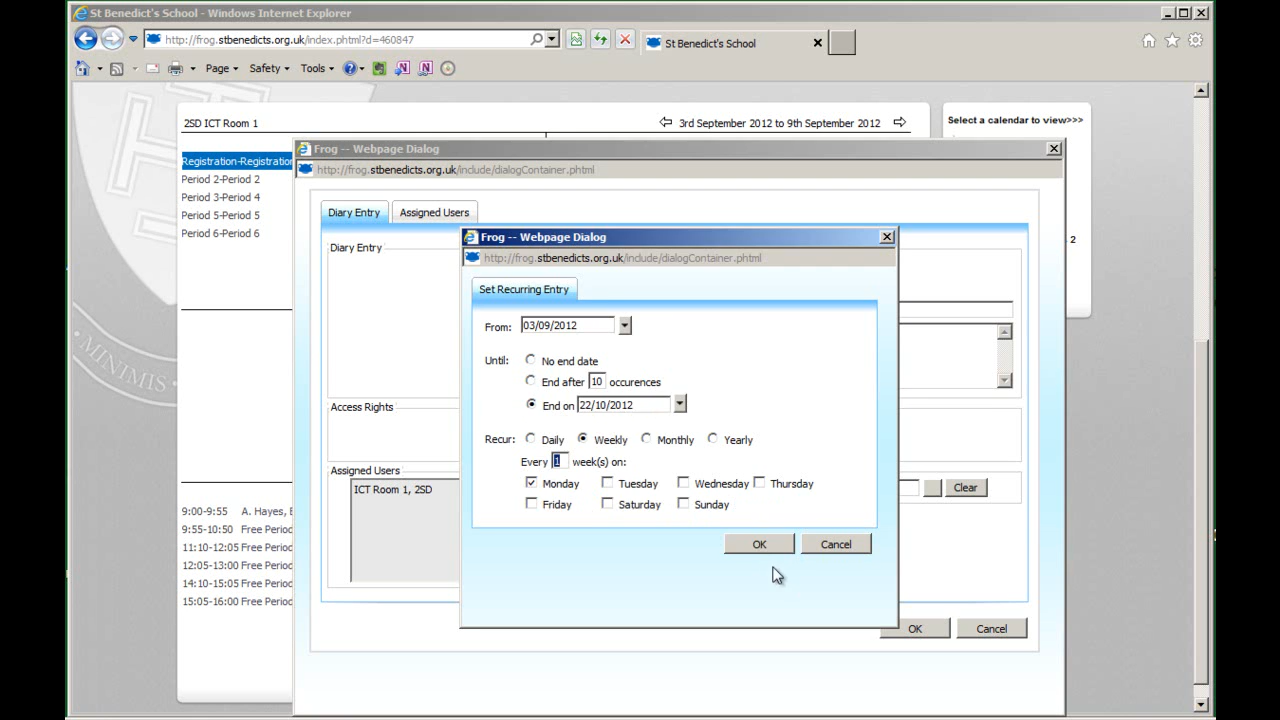 St Benedict's School - Windows Internet Explorer
http://frog.stbenedicts.org.uk/index.phtml?d=460847
St Benedict's School
Page Safety Tools
2SD ICT Room 1
3rd September 2012 to 9th September 2012
Select a calendar to view>>>
Registration-Registration
Period 2-Period 2
Period 3-Period 4
Period 5-Period 5
Period 6-Period 6
2
MINIMIS
9:00-9:55 A. Hayes,
9:55-10:50 Free Period
11:10-12:05 Free Period
12:05-13:00 Free Period
14:10-15:05 Free Period
15:05-16:00 Free Period
Frog -- Webpage Dialog
http://frog.stbenedicts.org.uk/include/dialogContainer.phtml
Diary Entry
Assigned Users
Diary Entry
Access Rights
Assigned Users
ICT Room 1, 2SD
Clear
OK
Cancel
Frog -- Webpage Dialog
http://frog.stbenedicts.org.uk/include/dialogContainer.phtml
Set Recurring Entry
From: 03/09/2012
Until: No end date
End after 10 occurences
End on 22/10/2012
Recur: Daily Weekly Monthly Yearly
Every 1 week(s) on:
Monday Tuesday Wednesday Thursday
Friday Saturday Sunday
OK
Cancel